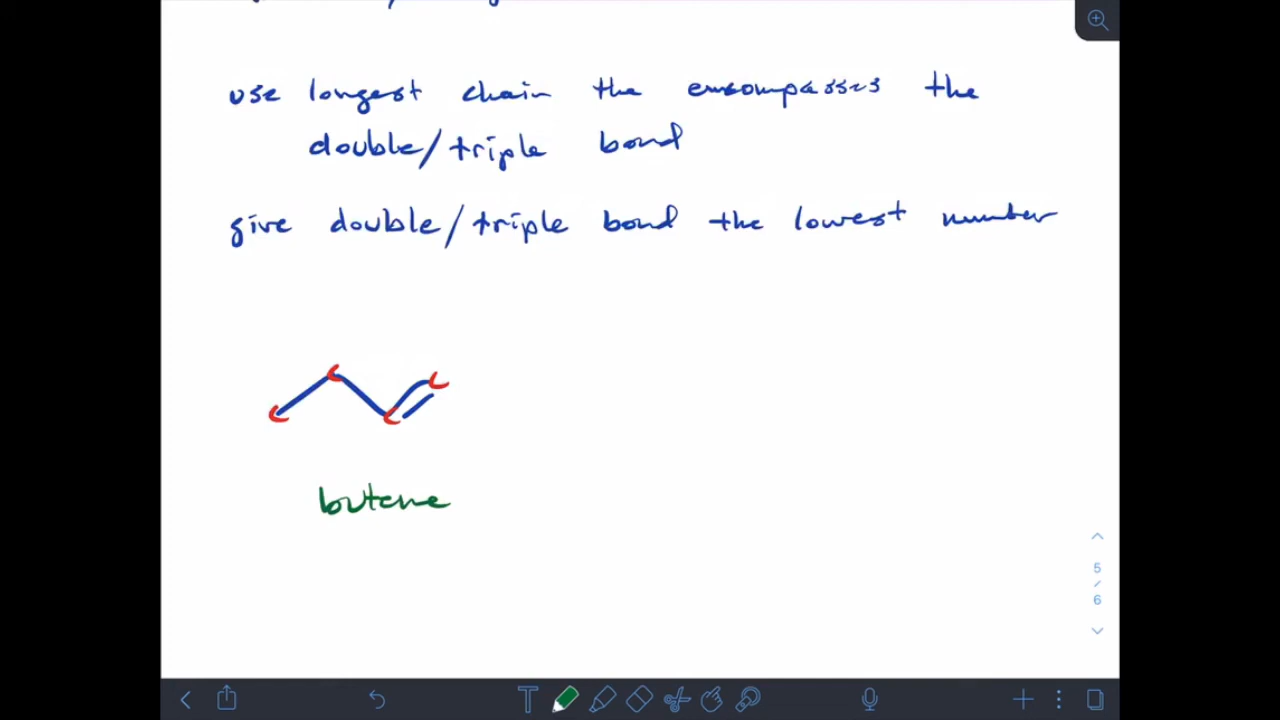 use longest chain the encompasses the
double/triple bond
give double/triple bond the lowest number
C
C
C
C
butene
5
/
6
T